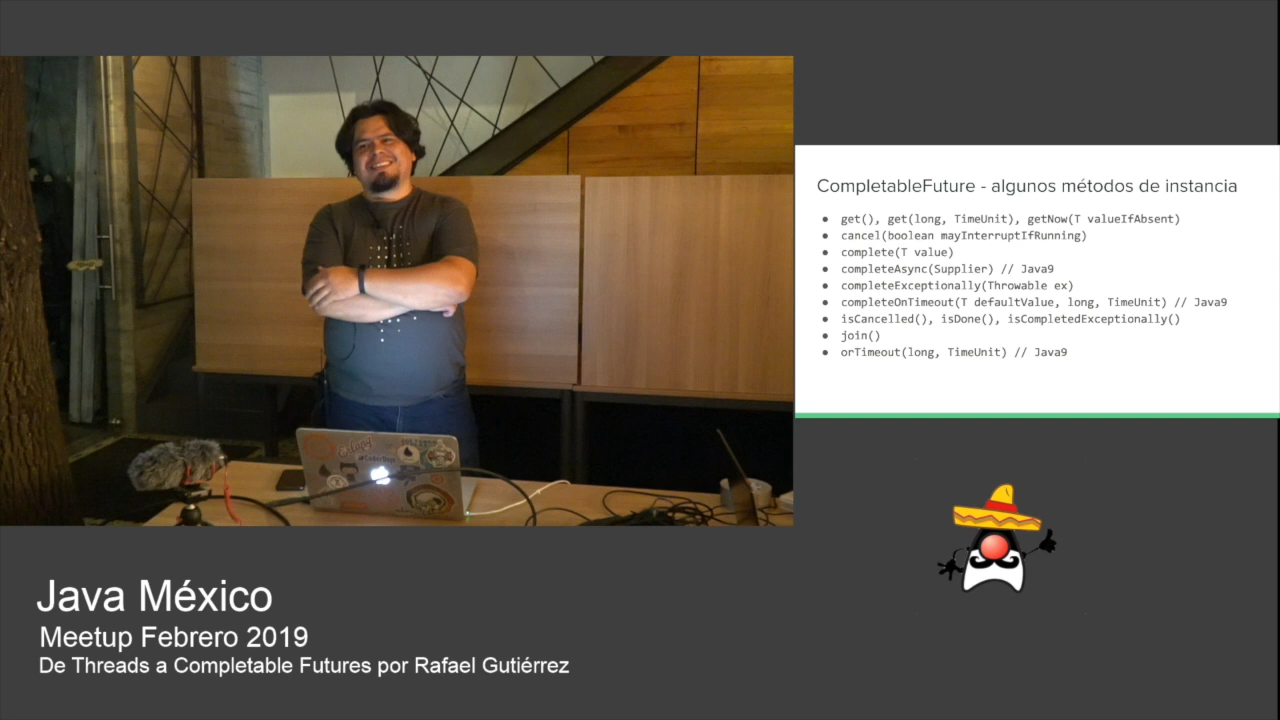 CompletableFuture - algunos métodos de instancia
● get(), get(long, TimeUnit), getNow(T valueIfAbsent)
● cancel(boolean mayInterruptIfRunning)
● complete(T value)
● completeAsync(Supplier) // Java9
● completeExceptionally(Throwable ex)
● completeOnTimeout(T defaultValue, long, TimeUnit) // Java9
● isCancelled(), isDone(), isCompletedExceptionally()
● join()
● orTimeout(long, TimeUnit) // Java9
Java México
Meetup Febrero 2019
De Threads a Completable Futures por Rafael Gutiérrez